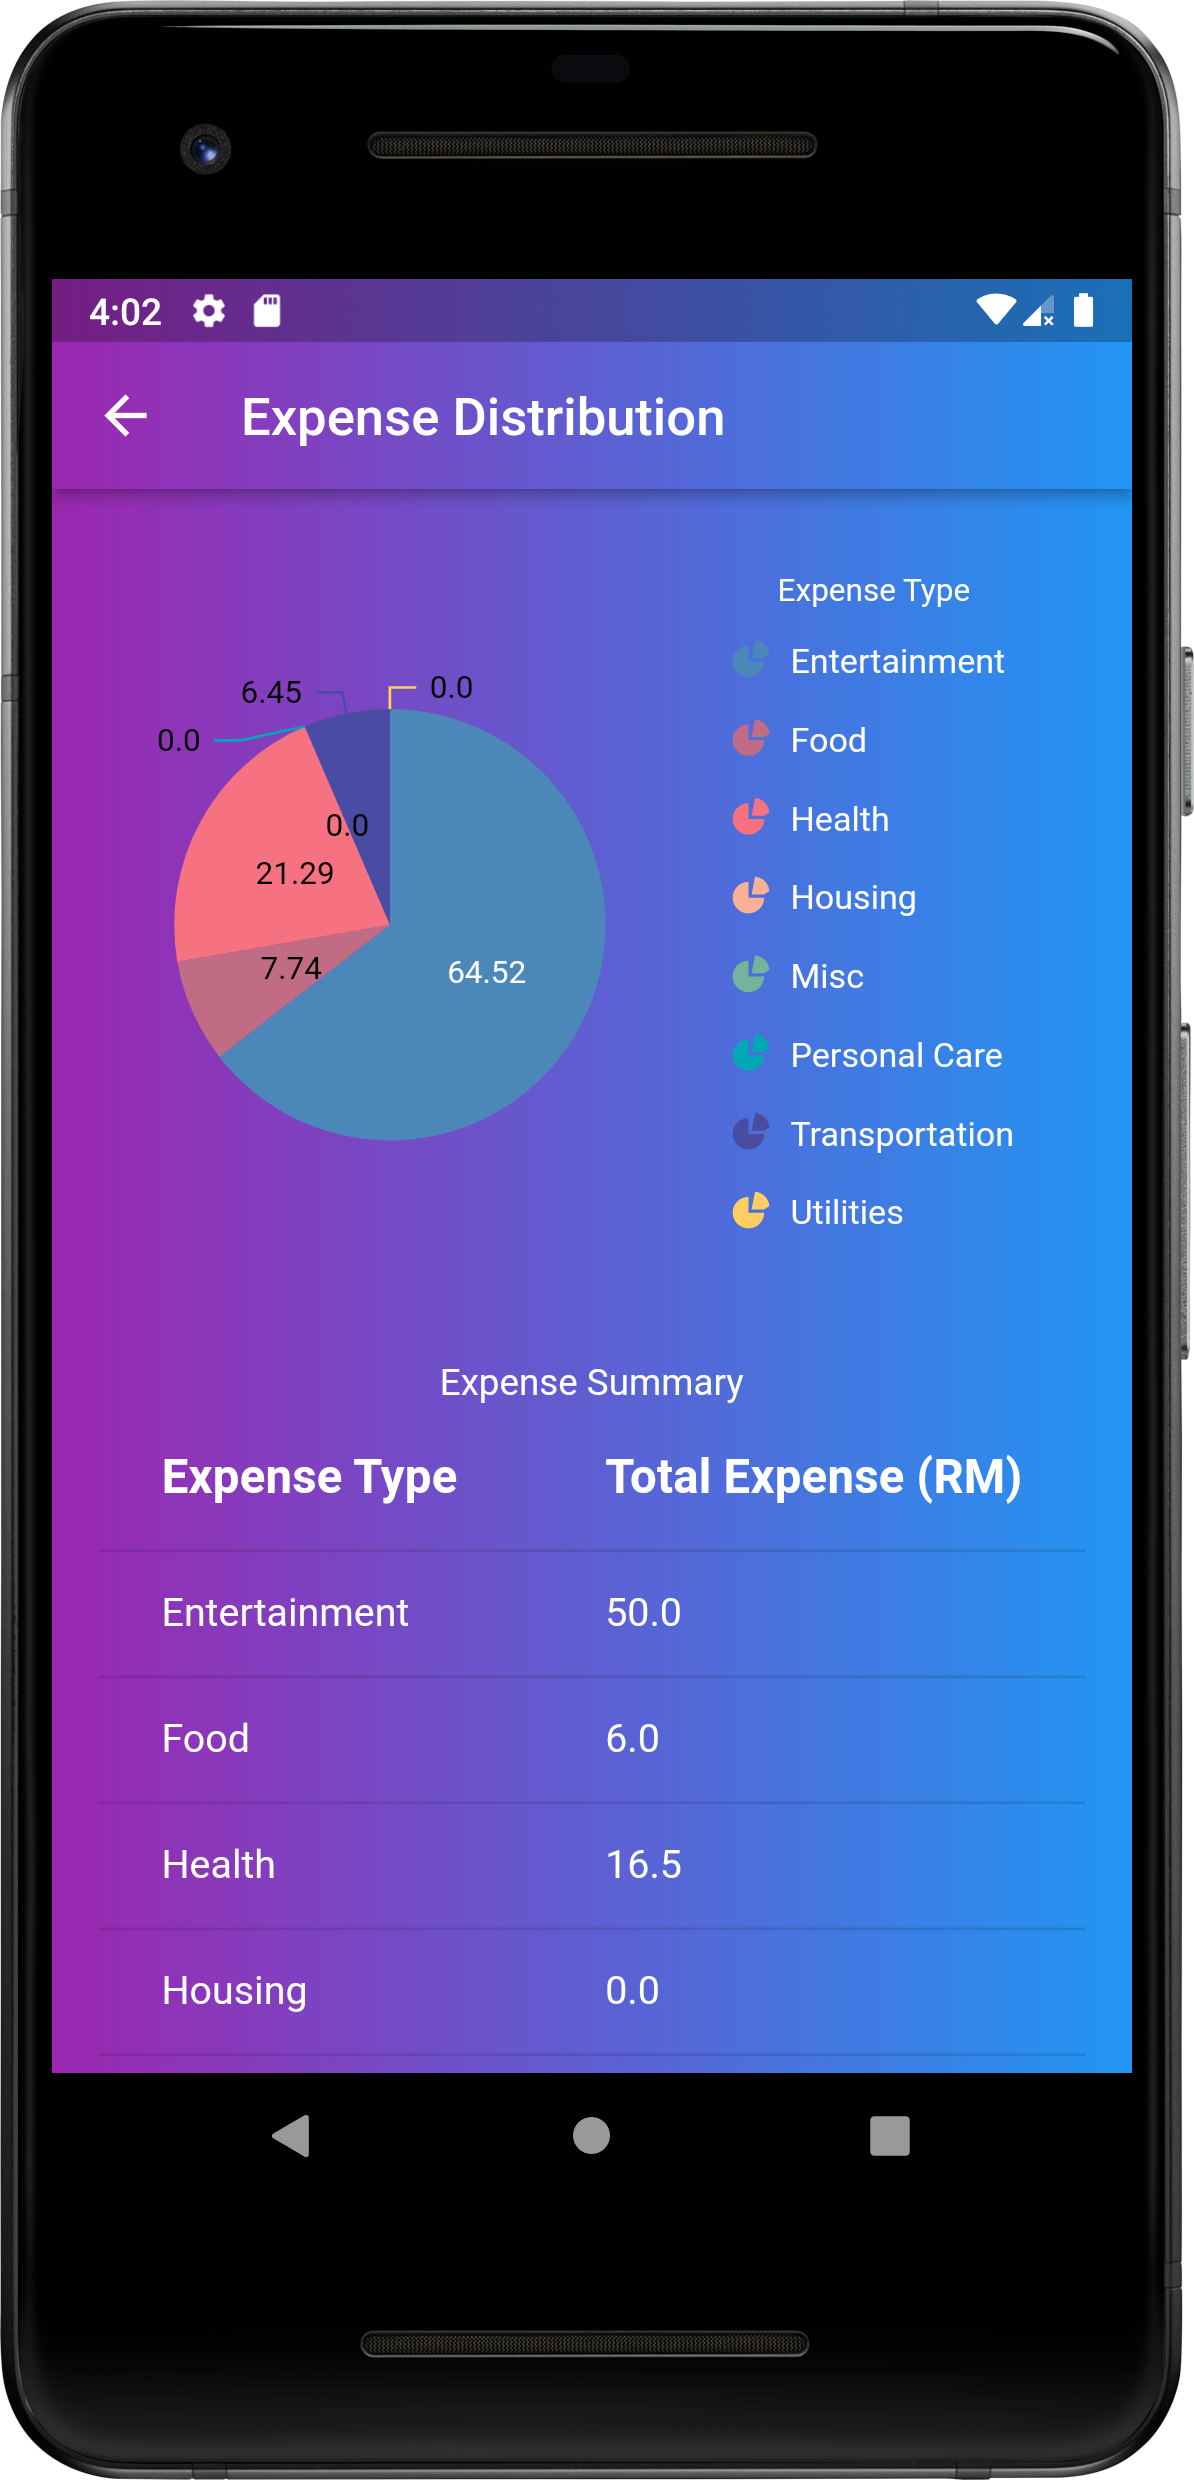 4:02
Expense Distribution
Expense Type
Entertainment
Food
Health
Housing
Misc
Personal Care
Transportation
Utilities
6.45
0.0
0.0
0.0
21.29
7.74
64.52
Expense Summary
Expense Type Total Expense (RM)
Entertainment 50.0
Food 6.0
Health 16.5
Housing 0.0